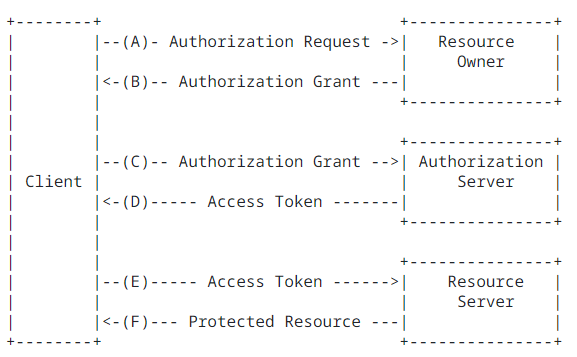 +--------+                               +---------------+
|        |--(A)- Authorization Request ->|   Resource    |
|        |                               |     Owner     |
|        |<-(B)-- Authorization Grant ---|               |
|        |                               +---------------+
|        |
|        |                               +---------------+
|        |--(C)-- Authorization Grant -->| Authorization |
| Client |                               |     Server    |
|        |<-(D)----- Access Token -------|               |
|        |                               +---------------+
|        |
|        |                               +---------------+
|        |--(E)----- Access Token ------>|    Resource   |
|        |                               |     Server    |
|        |<-(F)--- Protected Resource ---|               |
+--------+                               +---------------+